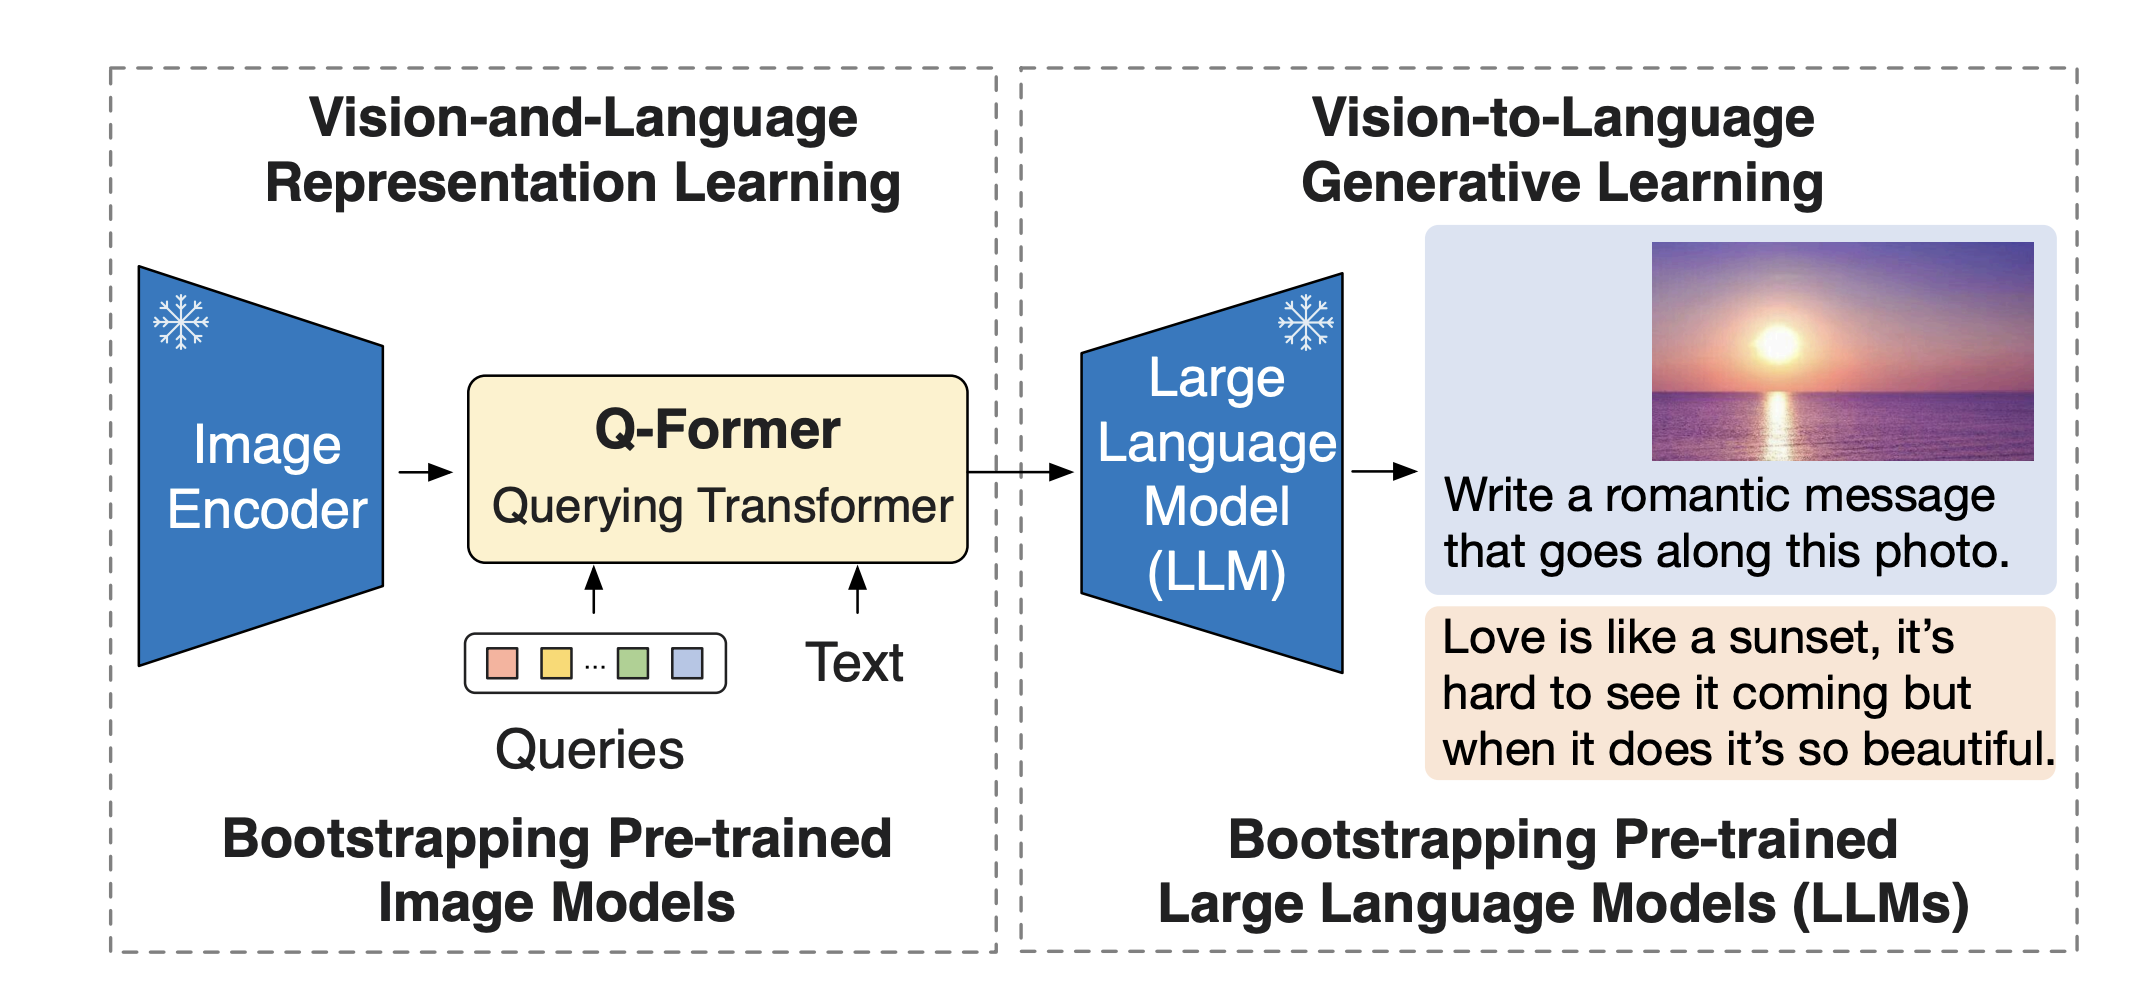 Vision-and-Language
Representation Learning
Image
Encoder
Q-Former
Querying Transformer
...
Text
Queries
Bootstrapping Pre-trained
Image Models
Vision-to-Language
Generative Learning
Large
Language
Model
(LLM)
Write a romantic message
that goes along this photo.
Love is like a sunset, it’s
hard to see it coming but
when it does it’s so beautiful.
Bootstrapping Pre-trained
Large Language Models (LLMs)